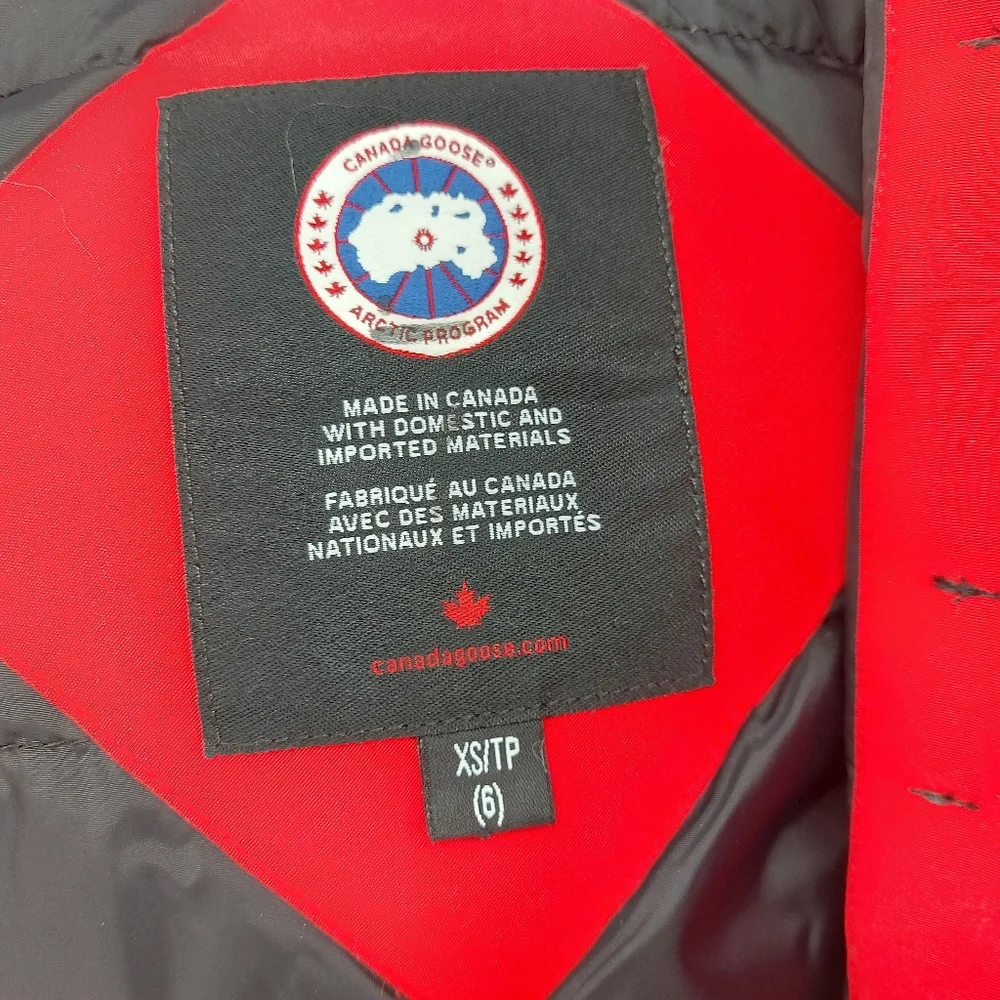 CANADA GOOSE®
ARCTIC PROGRAM
MADE IN CANADA
WITH DOMESTIC AND
IMPORTED MATERIALS
FABRIQUÉ AU CANADA
AVEC DES MATERIAUX
NATIONAUX ET IMPORTÉS
canadagoose.com
XS/TP
(6)